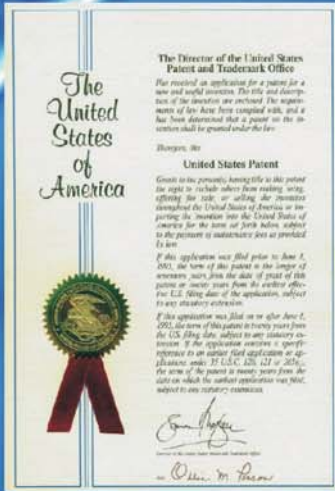 The
United
States
of
America
The Director of the United States
Patent and Trademark Office
Has received an application for a patent for a
new and useful invention. The title and descrip-
tion of the invention are enclosed. The require-
ments of law have been complied with, and it
has been determined that a patent on the in-
vention shall be granted under the law.
Therefore, this
United States Patent
Grants to the person(s) having title to this patent
the right to exclude others from making, using,
offering for sale, or selling the invention
throughout the United States of America or im-
porting the invention into the United States of
America for the term set forth below, subject
to the payment of maintenance fees as provided
by law.
If this application was filed prior to June 8,
1995, the term of this patent is the longer of
seventeen years from the date of grant of this
patent or twenty years from the earliest effec-
tive U.S. filing date of the application, subject
to any statutory extension.
If this application was filed on or after June 8,
1995, the term of this patent is twenty years from
the U.S. filing date, subject to any statutory ex-
tension. If the application contains a specific
reference to an earlier filed application or ap-
plications under 35 U.S.C. 120, 121 or 365(c),
the term of the patent is twenty years from the
date on which the earliest application was filed,
subject to any statutory extensions.